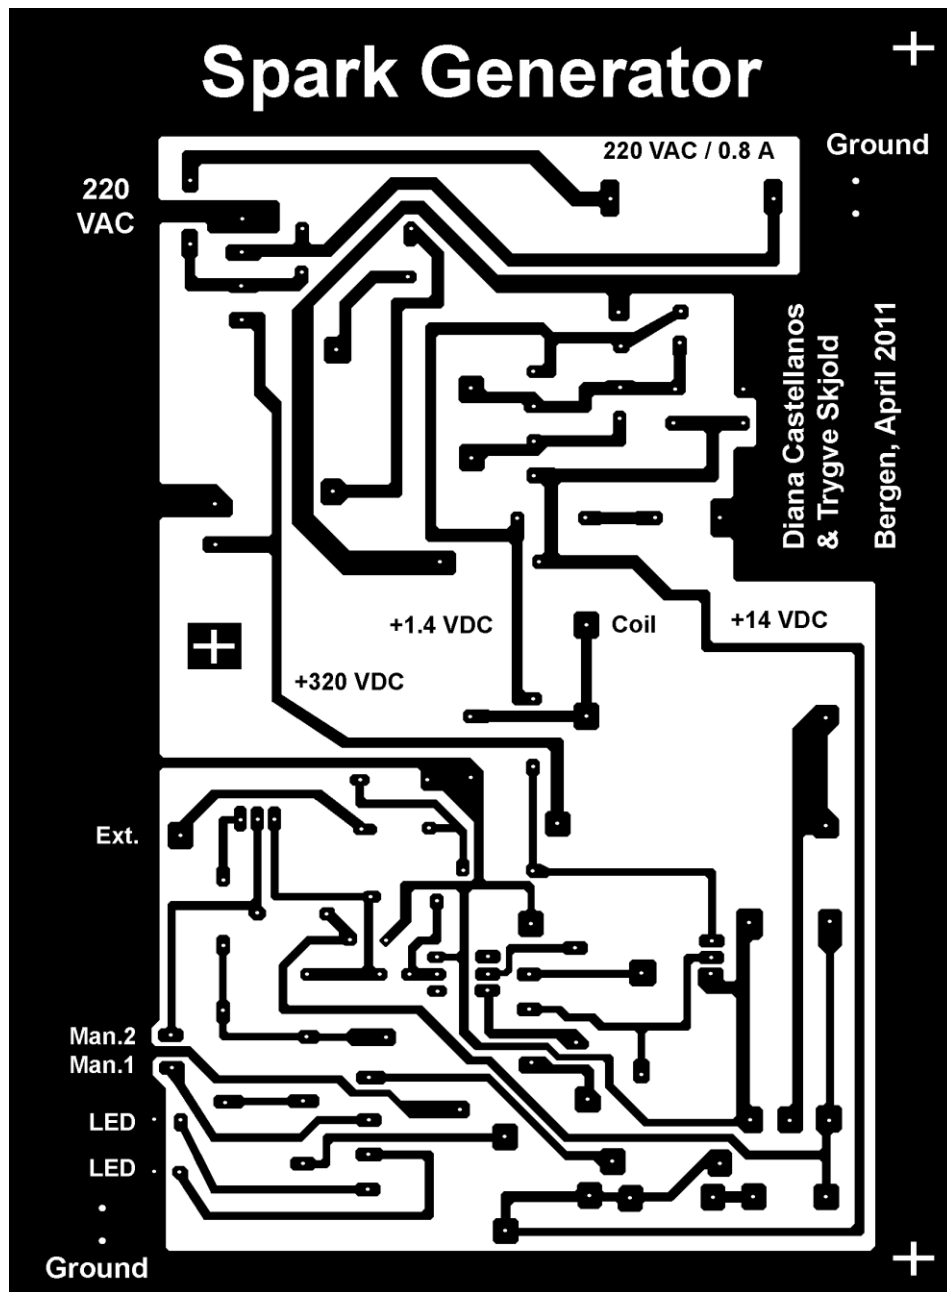 Spark Generator
220 VAC / 0.8 A
Ground
220
VAC
Diana Castellanos
& Trygve Skjold
Bergen, April 2011
+1.4 VDC
Coil
+14 VDC
+320 VDC
Ext.
Man.2
Man.1
LED
LED
Ground